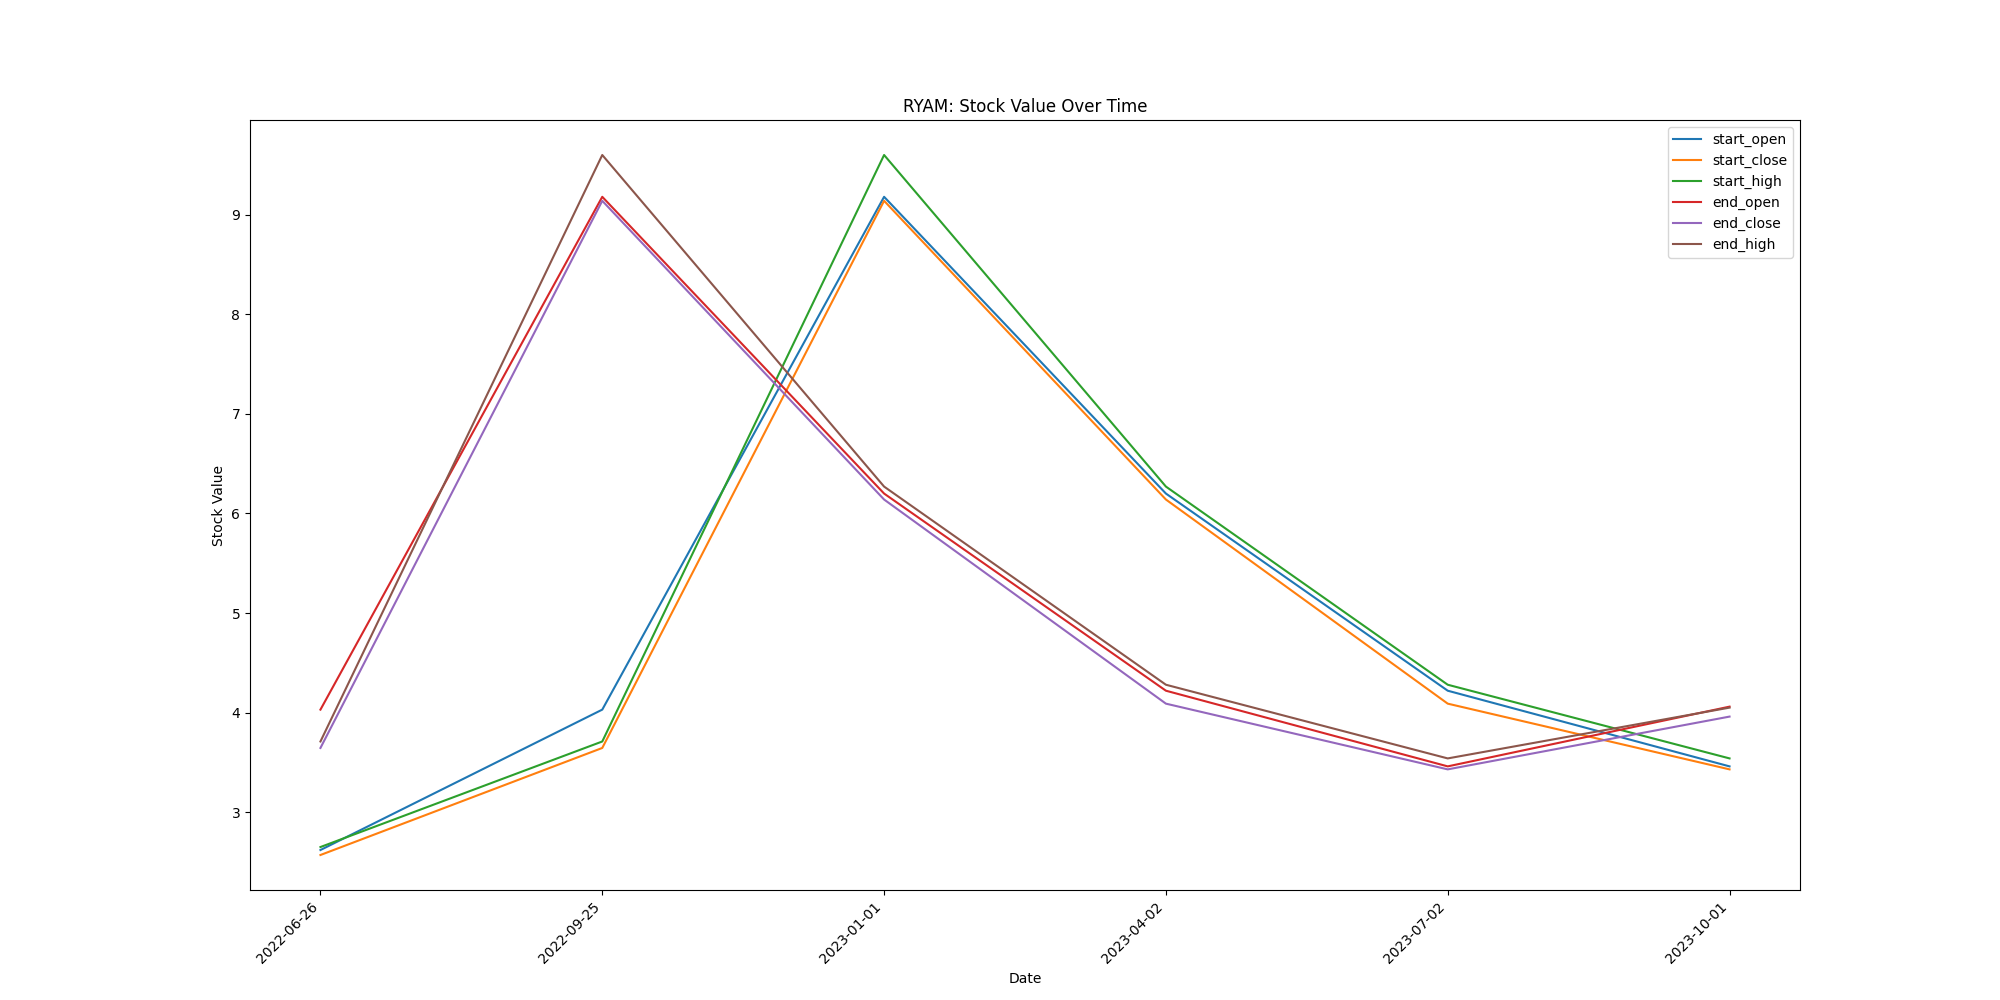 RYAM: Stock Value Over Time
start_open
start_close
start_high
end_open
end_close
end_high
Stock Value
9
8
7
6
5
4
3
2022-06-26
2022-09-25
2023-01-01
2023-04-02
2023-07-02
2023-10-01
Date